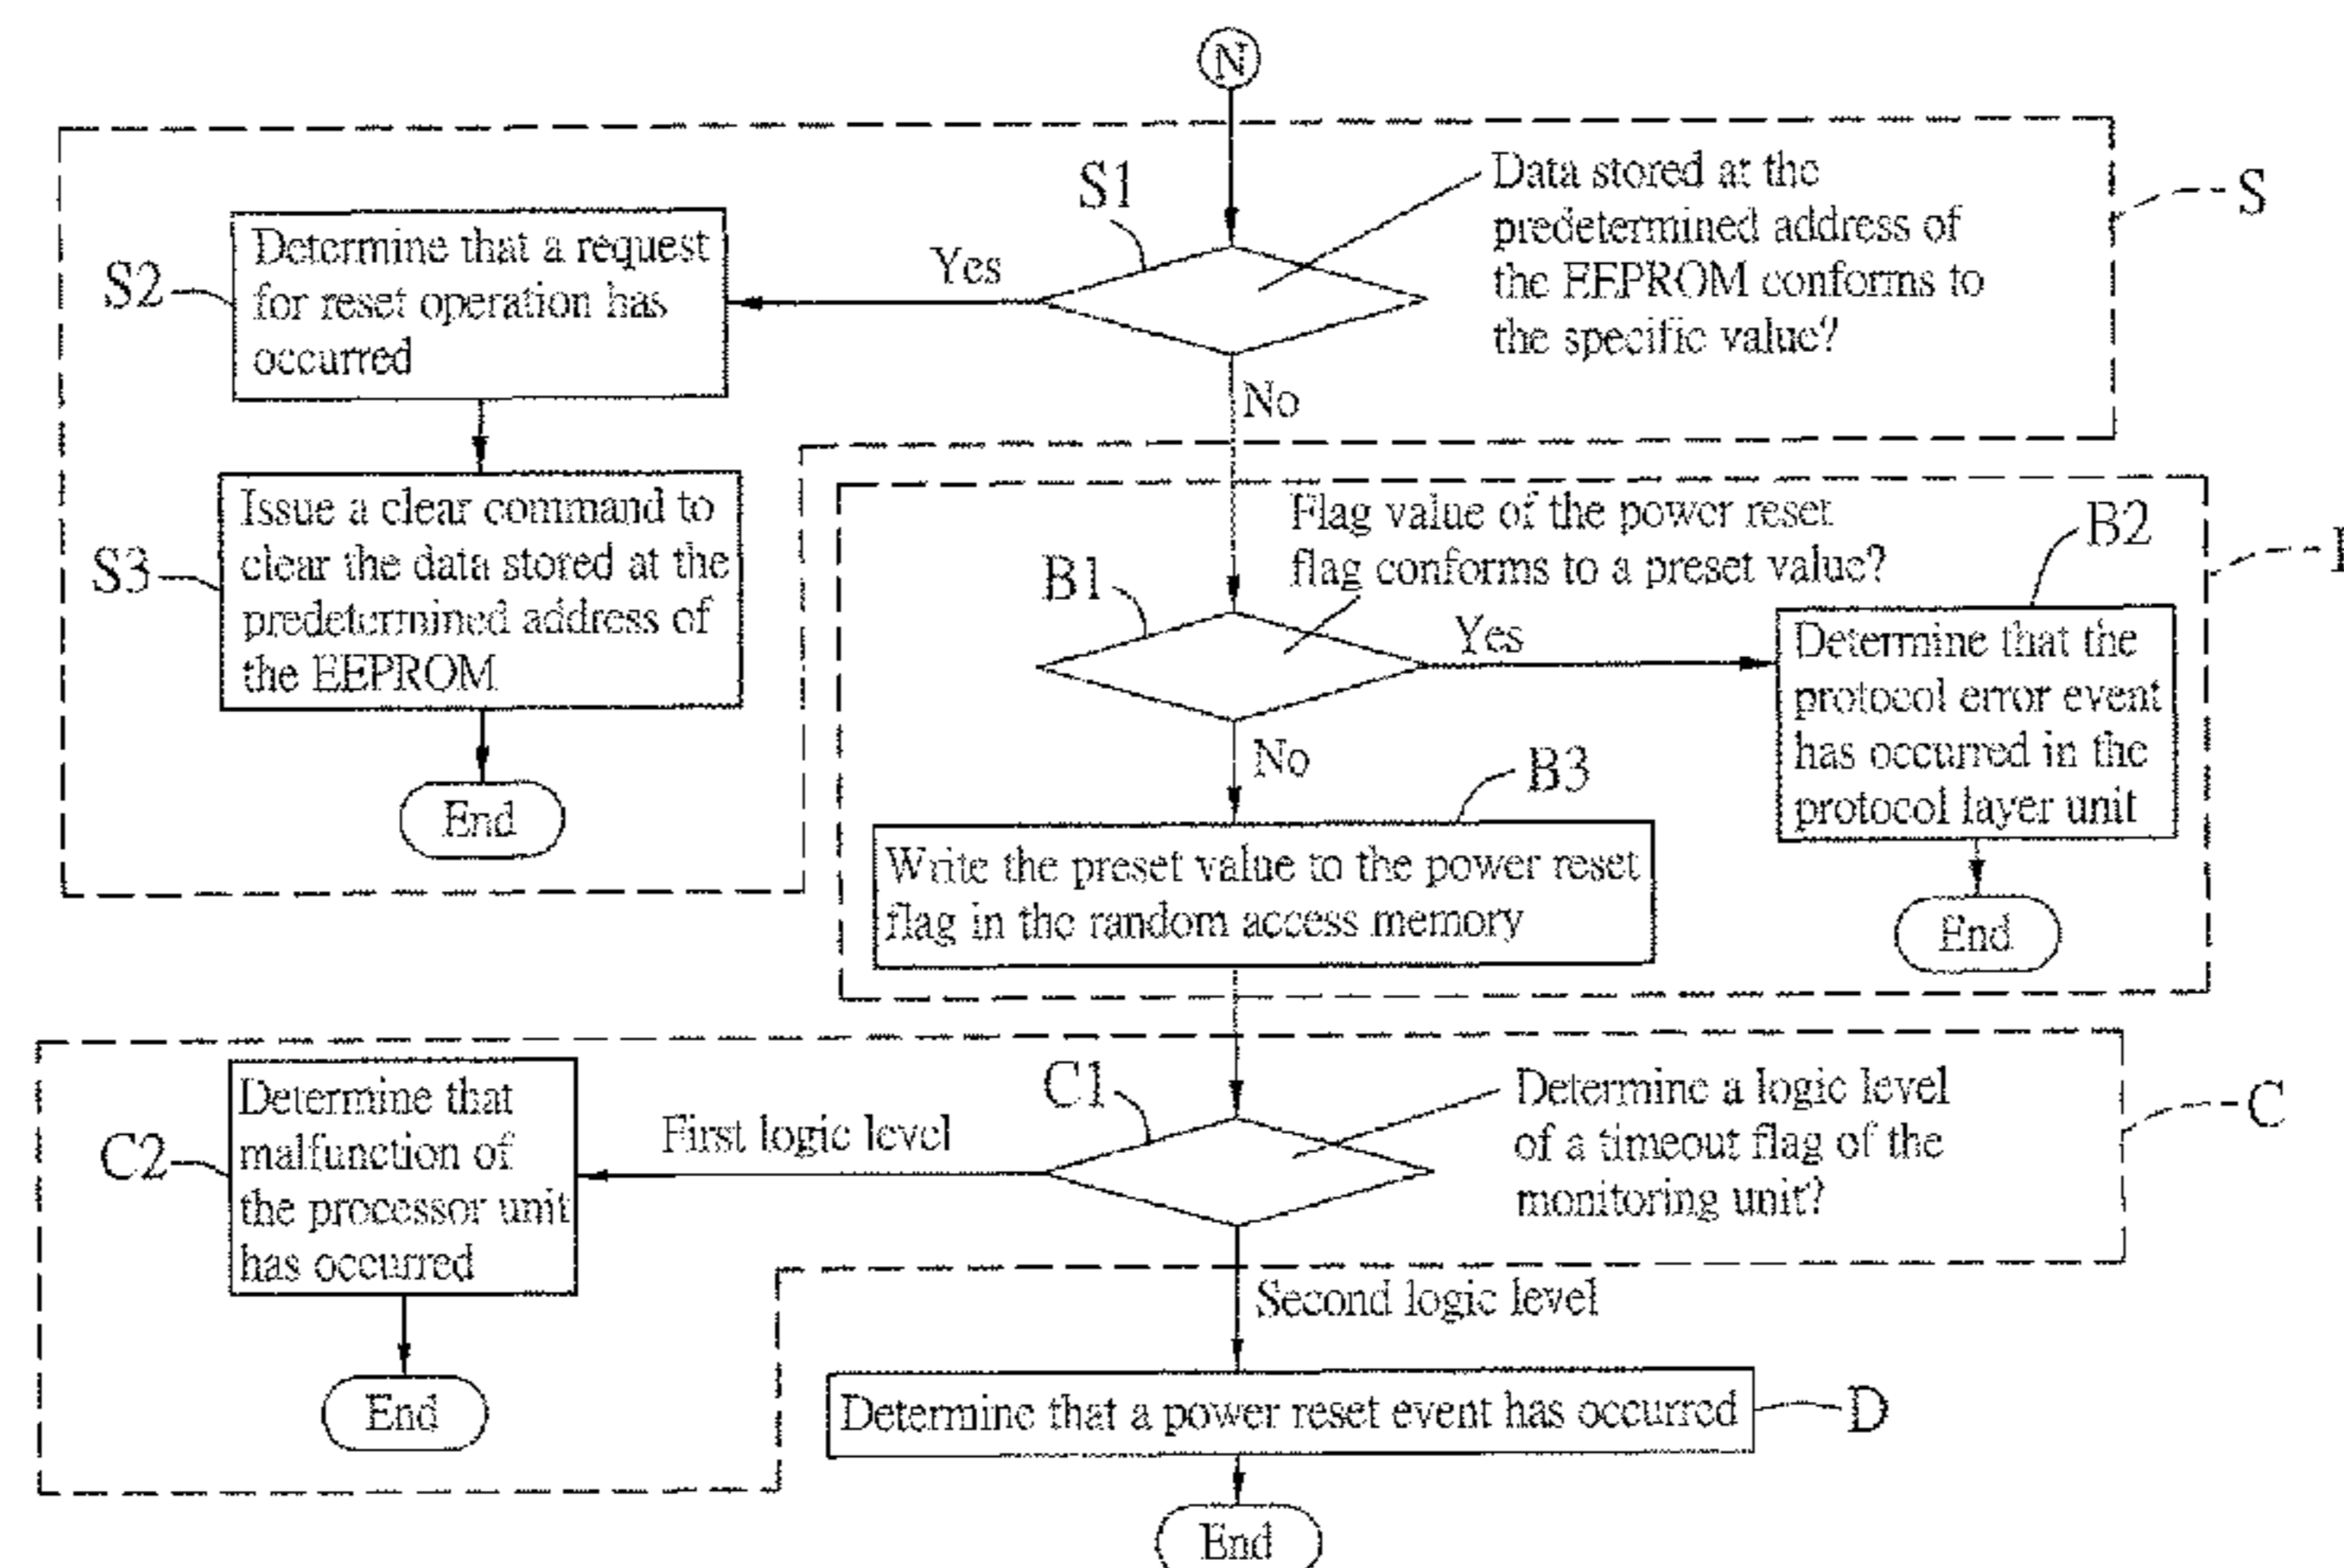 N
S1
Data stored at the
predetermined address of
the EEPROM conforms to
the specific value?
S
Yes
No
S2
Determine that a request
for reset operation has
occurred
S3
Issue a clear command to
clear the data stored at the
predetermined address of
the EEPROM
End
Flag value of the power reset
flag conforms to a preset value?
B1
Yes
No
B2
Determine that the
protocol error event
has occurred in the
protocol layer unit
End
B3
Write the preset value to the power reset
flag in the random access memory
C1
Determine a logic level
of a timeout flag of the
monitoring unit?
C
First logic level
C2
Determine that
malfunction of
the processor unit
has occurred
End
Second logic level
Determine that a power reset event has occurred
D
End